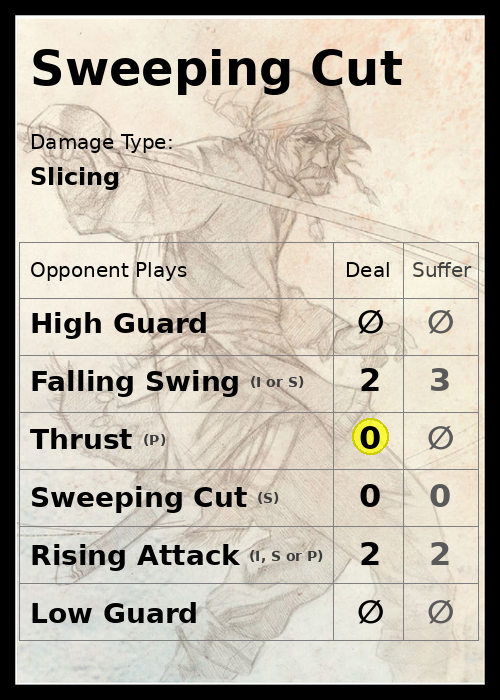 Sweeping Cut
Damage Type:
Slicing
Opponent Plays Deal Suffer
High Guard ∅ ∅
Falling Swing (I or S) 2 3
Thrust (P) 0 ∅
Sweeping Cut (S) 0 0
Rising Attack (I, S or P) 2 2
Low Guard ∅ ∅